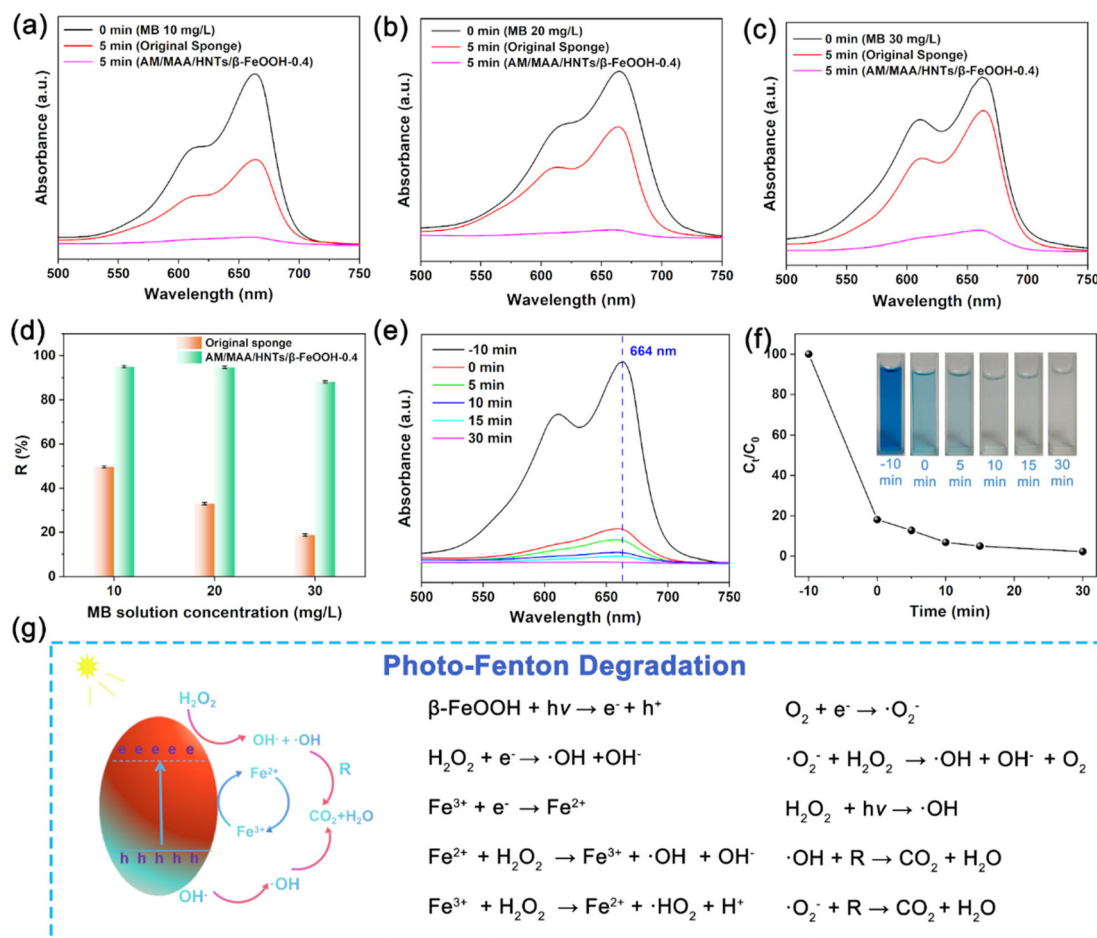 (a)
0 min (MB 10 mg/L)
5 min (Original Sponge)
5 min (AM/MAA/HNTs/β-FeOOH-0.4)
Absorbance (a.u.)
500 550 600 650 700 750
Wavelength (nm)
(b)
0 min (MB 20 mg/L)
5 min (Original Sponge)
5 min (AM/MAA/HNTs/β-FeOOH-0.4)
Absorbance (a.u.)
500 550 600 650 700 750
Wavelength (nm)
(c)
0 min (MB 30 mg/L)
5 min (Original Sponge)
5 min (AM/MAA/HNTs/β-FeOOH-0.4)
Absorbance (a.u.)
500 550 600 650 700 750
Wavelength (nm)
(d)
Original sponge
AM/MAA/HNTs/β-FeOOH-0.4
R (%)
100
80
60
40
20
0
10 20 30
MB solution concentration (mg/L)
(e)
-10 min
0 min
5 min
10 min
15 min
30 min
664 nm
Absorbance (a.u.)
500 550 600 650 700 750
Wavelength (nm)
(f)
Cₜ/C₀
100
80
60
40
20
0
-10 0 5 10 15 30
min min min min min min
-10 0 10 20 30
Time (min)
(g)
Photo-Fenton Degradation
H₂O₂
e e e e e
OH⁻ + ·OH
Fe²⁺
R
Fe³⁺
CO₂+H₂O
h h h h h
OH⁻
·OH
β-FeOOH + hv → e⁻ + h⁺
H₂O₂ + e⁻ → ·OH +OH⁻
Fe³⁺ + e⁻ → Fe²⁺
Fe²⁺ + H₂O₂ → Fe³⁺ + ·OH + OH⁻
Fe³⁺ + H₂O₂ → Fe²⁺ + ·HO₂ + H⁺
O₂ + e⁻ → ·O₂⁻
·O₂⁻ + H₂O₂ → ·OH + OH⁻ + O₂
H₂O₂ + hv → ·OH
·OH + R → CO₂ + H₂O
·O₂⁻ + R → CO₂ + H₂O